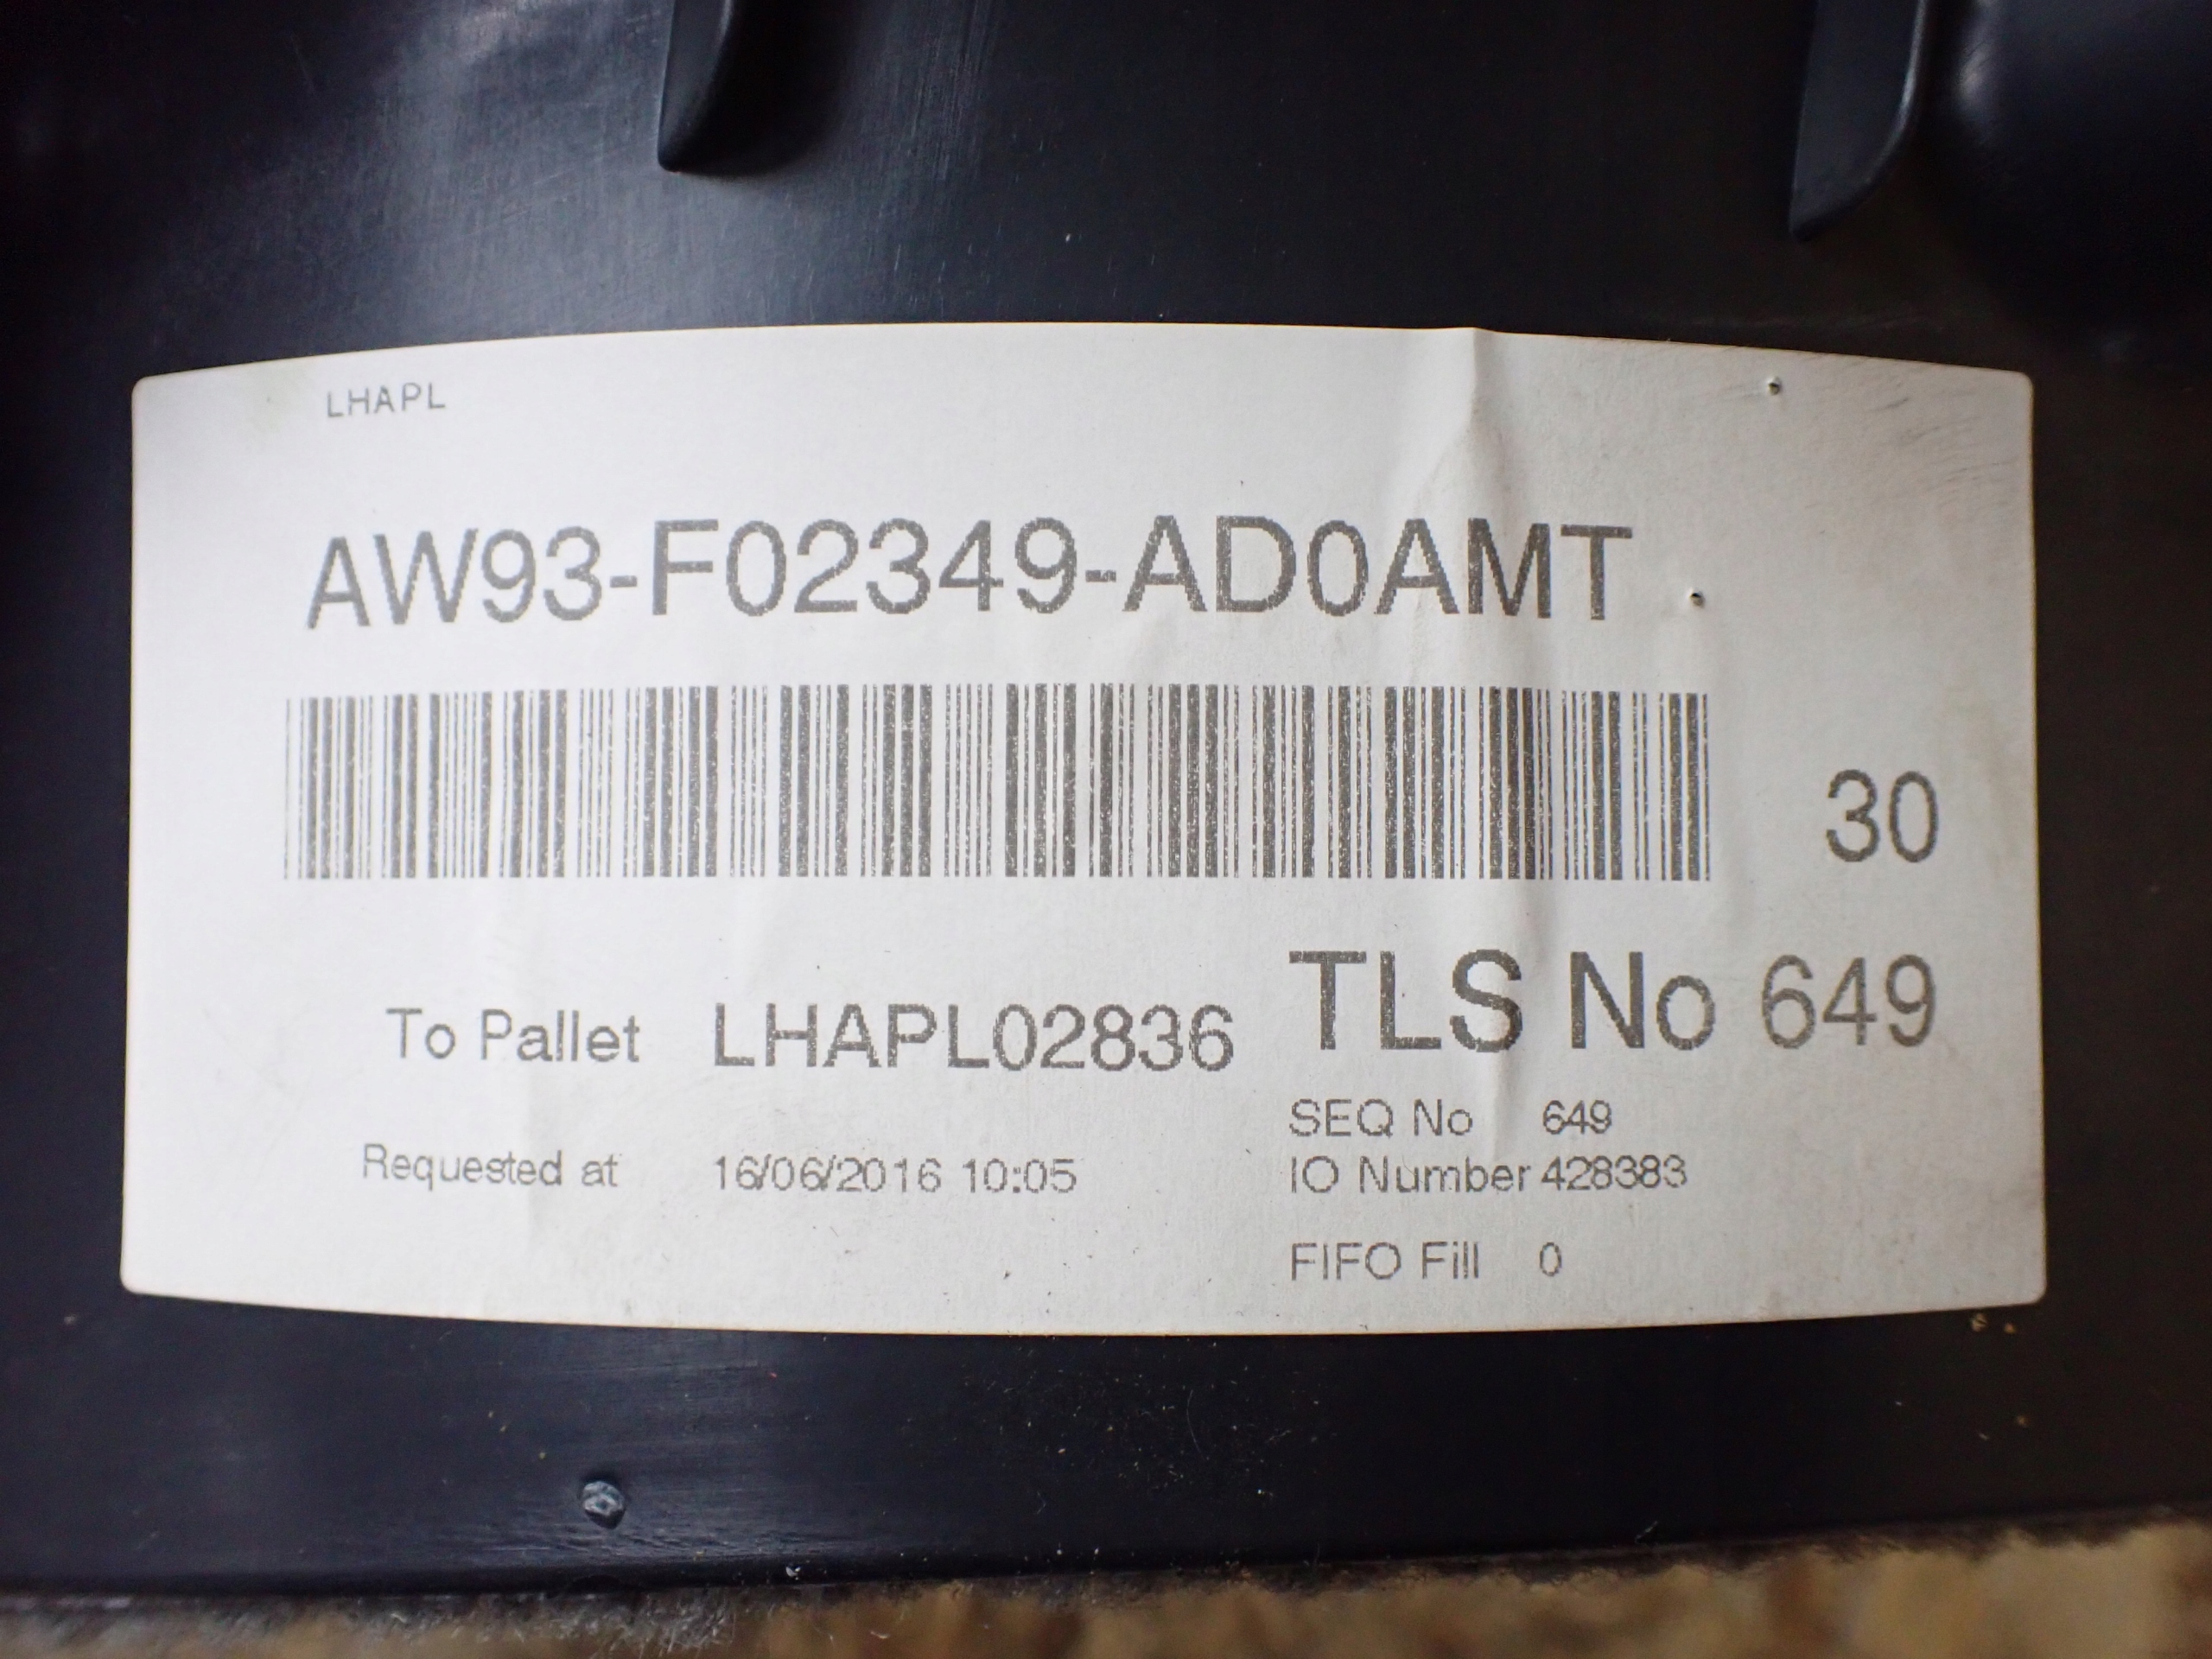 LHAPL
AW93-F02349-AD0AMT
30
To Pallet LHAPL02836 TLS No 649
SEQ No 649
Requested at 16/06/2016 10:05 IO Number 428383
FIFO Fill 0